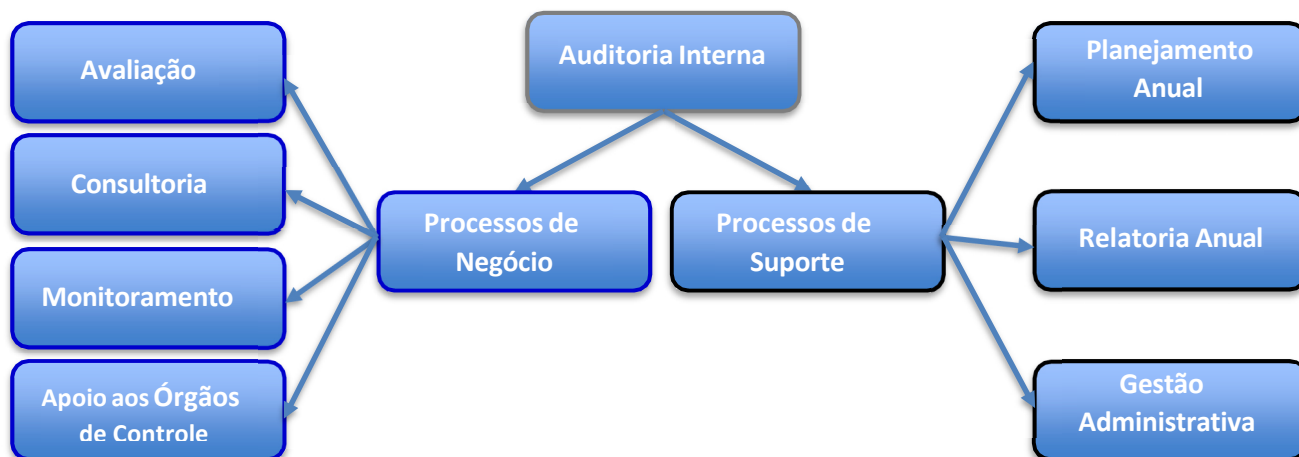 Auditoria Interna
Avaliação
Consultoria
Monitoramento
Apoio aos Órgãos
de Controle
Processos de
Negócio
Processos de
Suporte
Planejamento
Anual
Relatoria Anual
Gestão
Administrativa